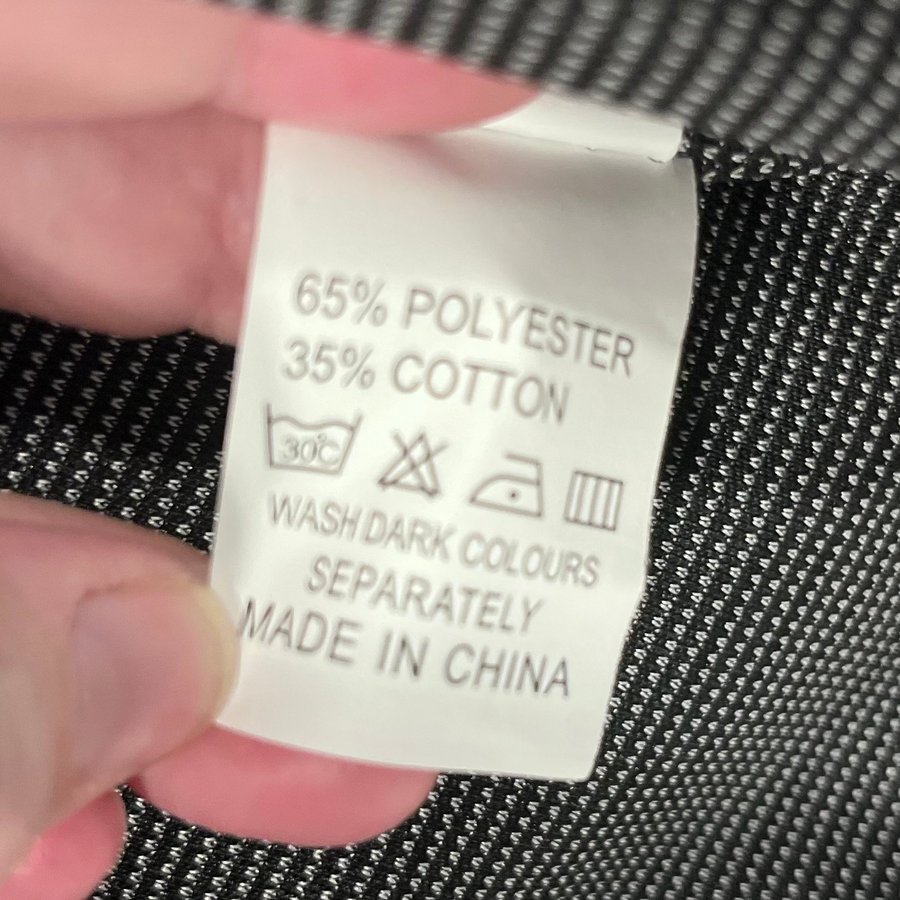 65% POLYESTER
35% COTTON
30°C
WASH DARK COLOURS
SEPARATELY
MADE IN CHINA